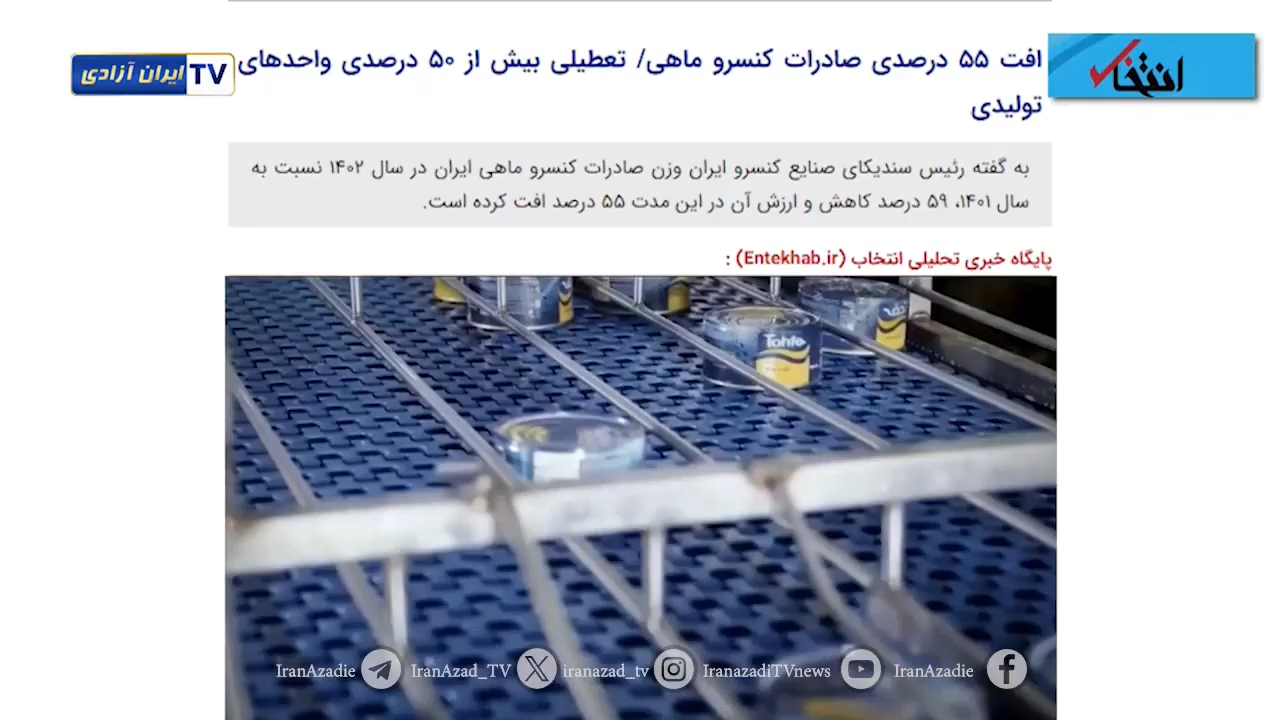 افت ۵۵ درصدی صادرات کنسرو ماهی/ تعطیلی بیش از ۵۰ درصدی واحدهای
تولیدی
انتخاب
TV ایران آزادی
به گفته رئیس سندیکای صنایع کنسرو ایران وزن صادرات کنسرو ماهی ایران در سال ۱۴۰۲ نسبت به
سال ۱۴۰۱، ۵۹ درصد کاهش و ارزش آن در این مدت ۵۵ درصد افت کرده است.
پایگاه خبری تحلیلی انتخاب (Entekhab.ir) :
Tohfe
IranAzadie IranAzad_TV iranazad_tv IranazadiTVnews IranAzadie